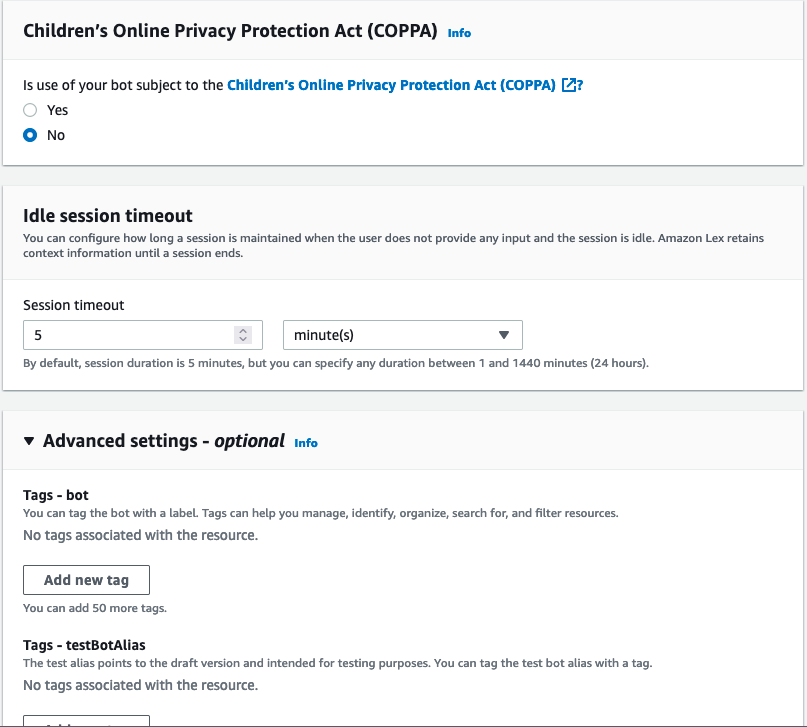 Children's Online Privacy Protection Act (COPPA) Info
Is use of your bot subject to the Children's Online Privacy Protection Act (COPPA) ?
Yes
No
Idle session timeout
You can configure how long a session is maintained when the user does not provide any input and the session is idle. Amazon Lex retains
context information until a session ends.
Session timeout
5 minute(s)
By default, session duration is 5 minutes, but you can specify any duration between 1 and 1440 minutes (24 hours).
Advanced settings - optional Info
Tags - bot
You can tag the bot with a label. Tags can help you manage, identify, organize, search for, and filter resources.
No tags associated with the resource.
Add new tag
You can add 50 more tags.
Tags - testBotAlias
The test alias points to the draft version and intended for testing purposes. You can tag the test bot alias with a tag.
No tags associated with the resource.